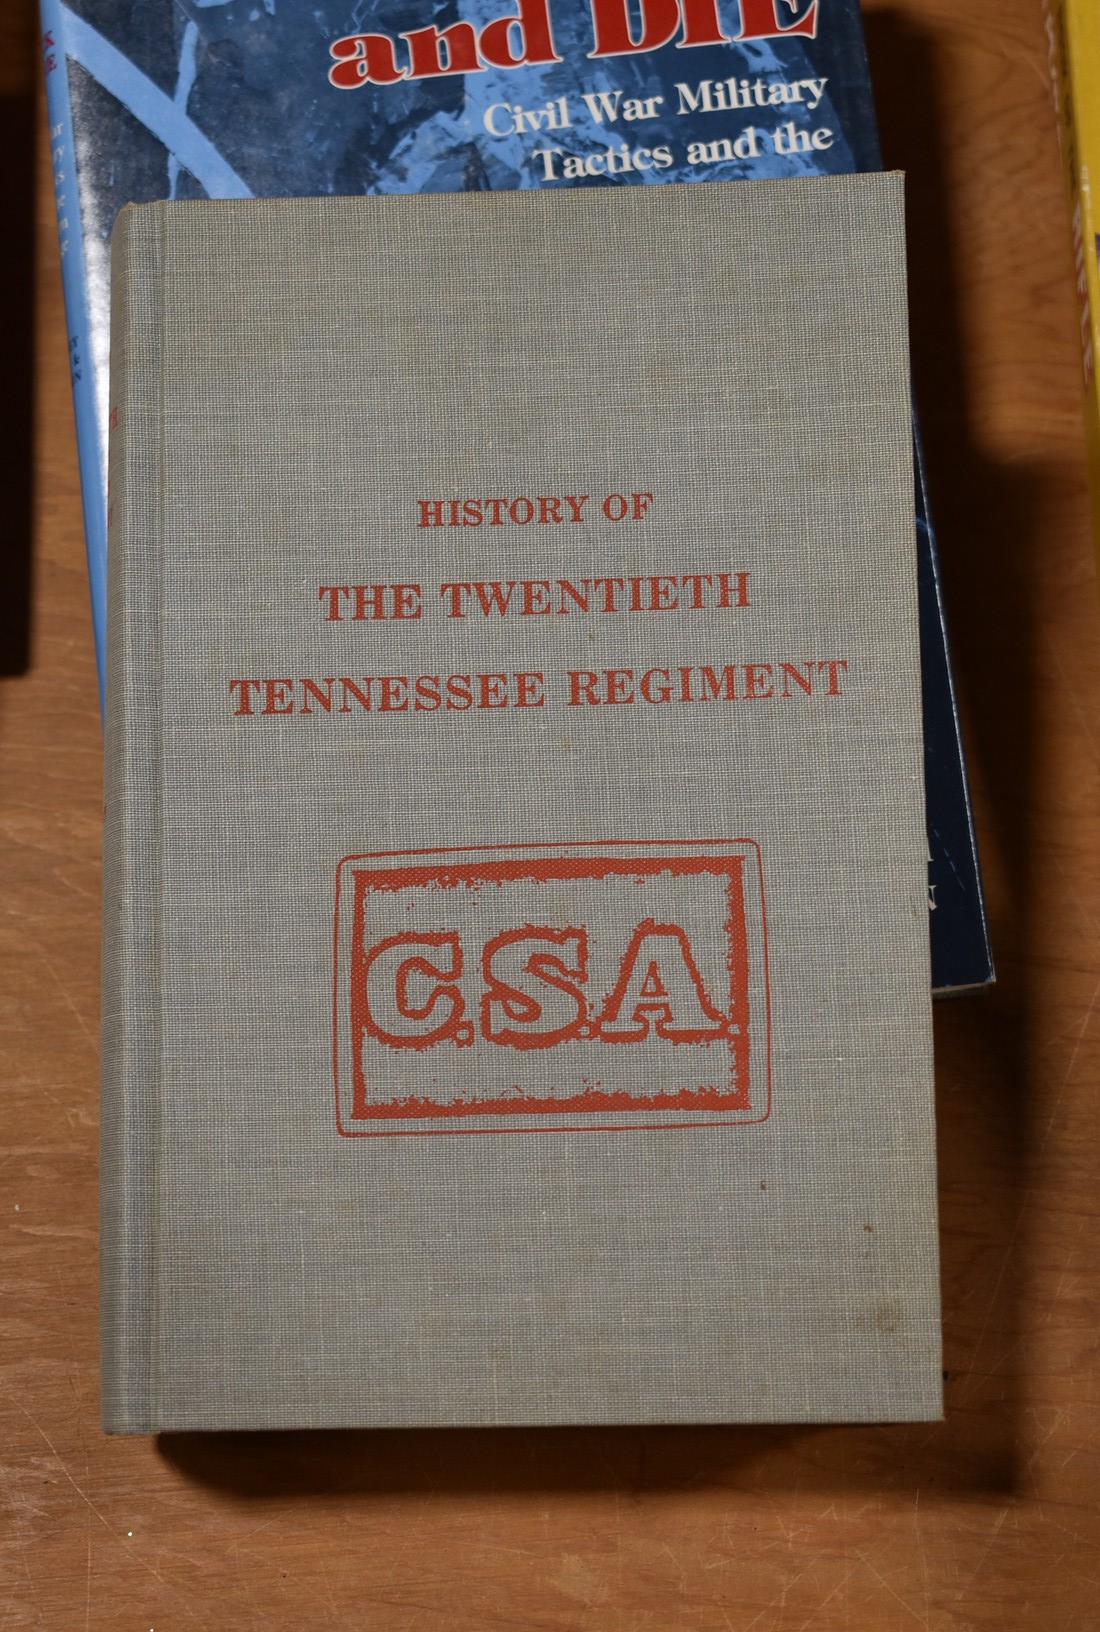 and DIE
Civil War Military
Tactics and the
HISTORY OF
THE TWENTIETH
TENNESSEE REGIMENT
C.S.A.